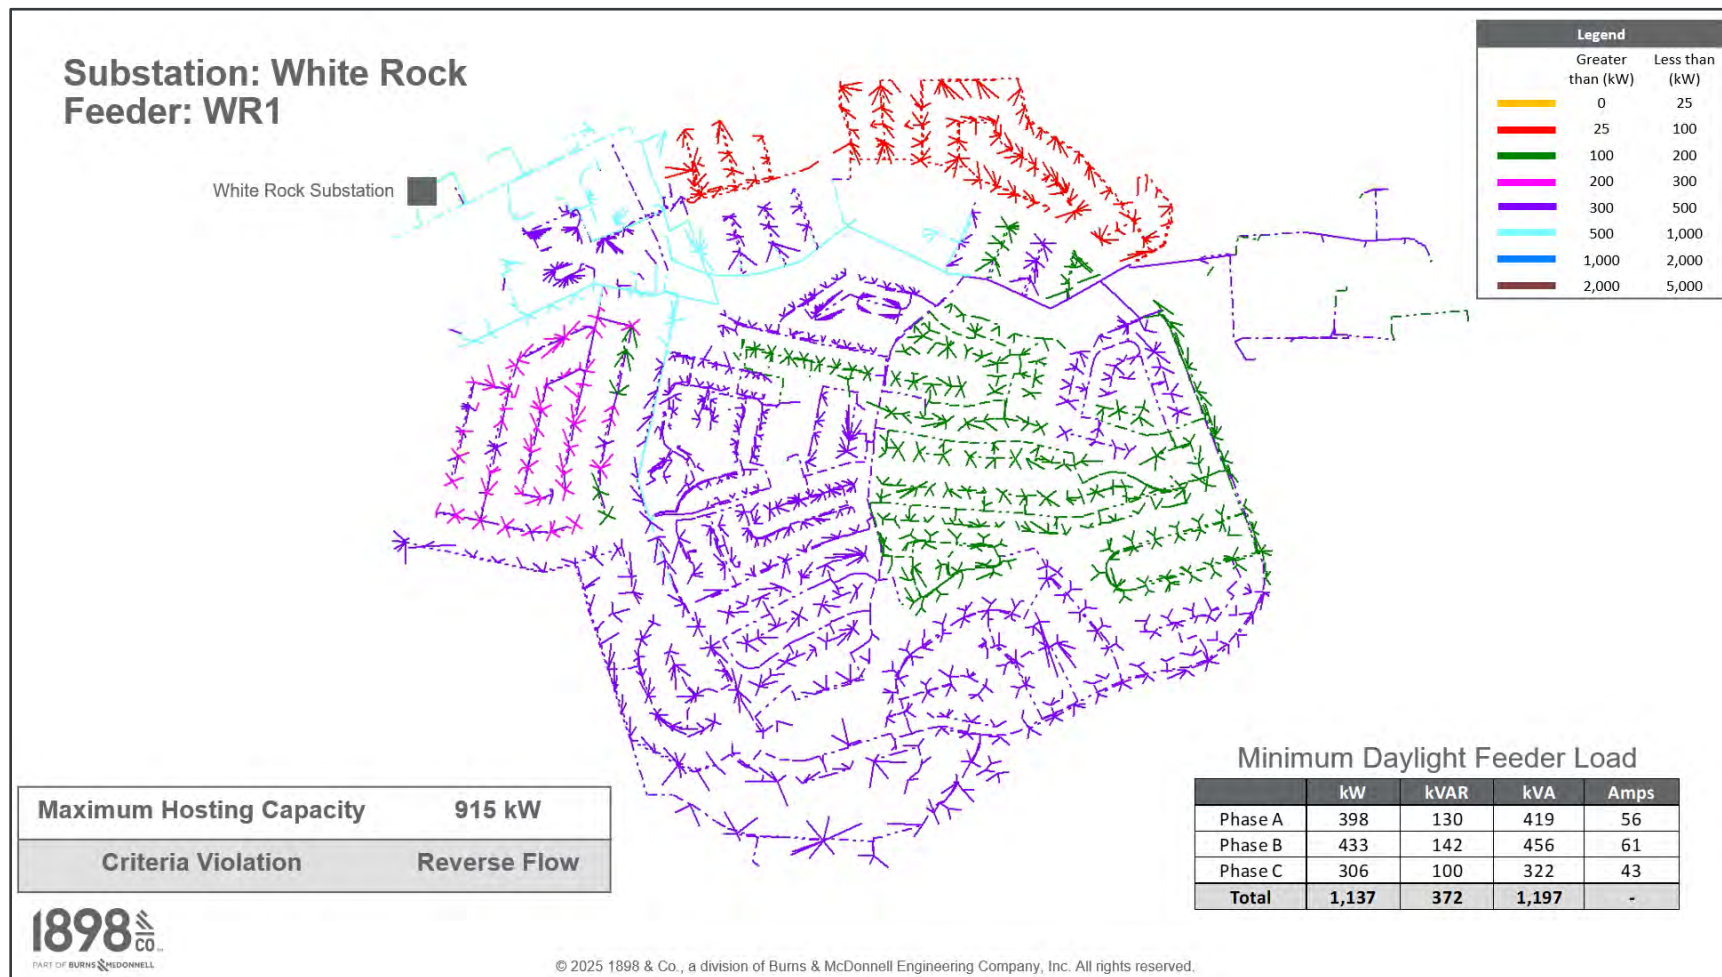 Substation: White Rock
Feeder: WR1
White Rock Substation
Legend
Greater than (kW) Less than (kW)
0 25
25 100
100 200
200 300
300 500
500 1,000
1,000 2,000
2,000 5,000
Maximum Hosting Capacity 915 kW
Criteria Violation Reverse Flow
Minimum Daylight Feeder Load
kW kVAR kVA Amps
Phase A 398 130 419 56
Phase B 433 142 456 61
Phase C 306 100 322 43
Total 1,137 372 1,197 -
1898 & CO
PART OF BURNS & MCDONNELL
© 2025 1898 & Co., a division of Burns & McDonnell Engineering Company, Inc. All rights reserved.